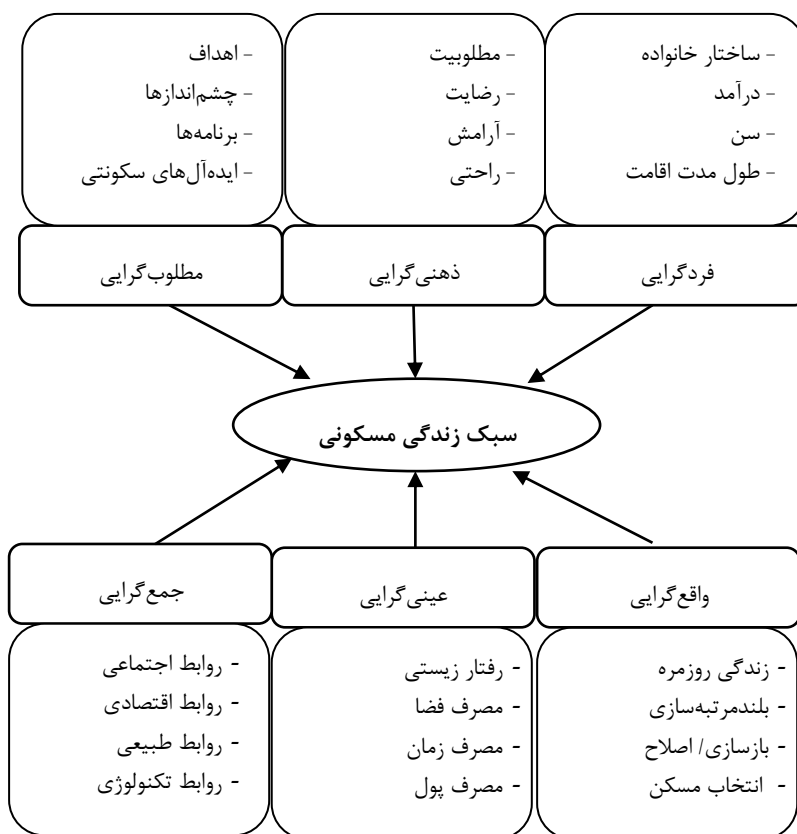 - ساختار خانواده
- درآمد
- سن
- طول مدت اقامت
فردگرایی
- مطلوبیت
- رضایت
- آرامش
- راحتی
ذهنی‌گرایی
- اهداف
- چشم‌اندازها
- برنامه‌ها
- ایده‌آل‌های سکونتی
مطلوب‌گرایی
سبک زندگی مسکونی
واقع‌گرایی
- زندگی روزمره
- بلندمرتبه‌سازی
- بازسازی/ اصلاح
- انتخاب مسکن
عینی‌گرایی
- رفتار زیستی
- مصرف فضا
- مصرف زمان
- مصرف پول
جمع‌گرایی
- روابط اجتماعی
- روابط اقتصادی
- روابط طبیعی
- روابط تکنولوژی